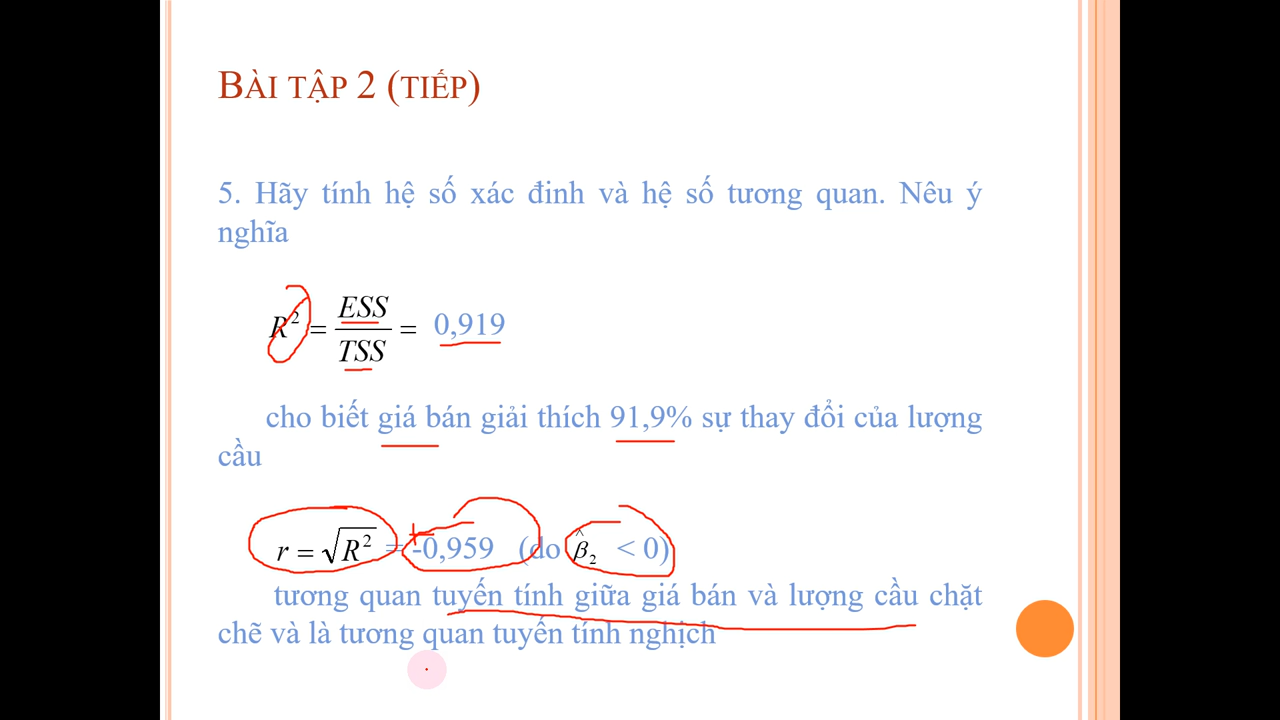 BÀI TẬP 2 (TIẾP)
5. Hãy tính hệ số xác đinh và hệ số tương quan. Nêu ý
nghĩa
R² = ESS / TSS = 0,919
cho biết giá bán giải thích 91,9% sự thay đổi của lượng
cầu
r = √R² = -0,959 (do β̂₂ < 0)
tương quan tuyến tính giữa giá bán và lượng cầu chặt
chẽ và là tương quan tuyến tính nghịch